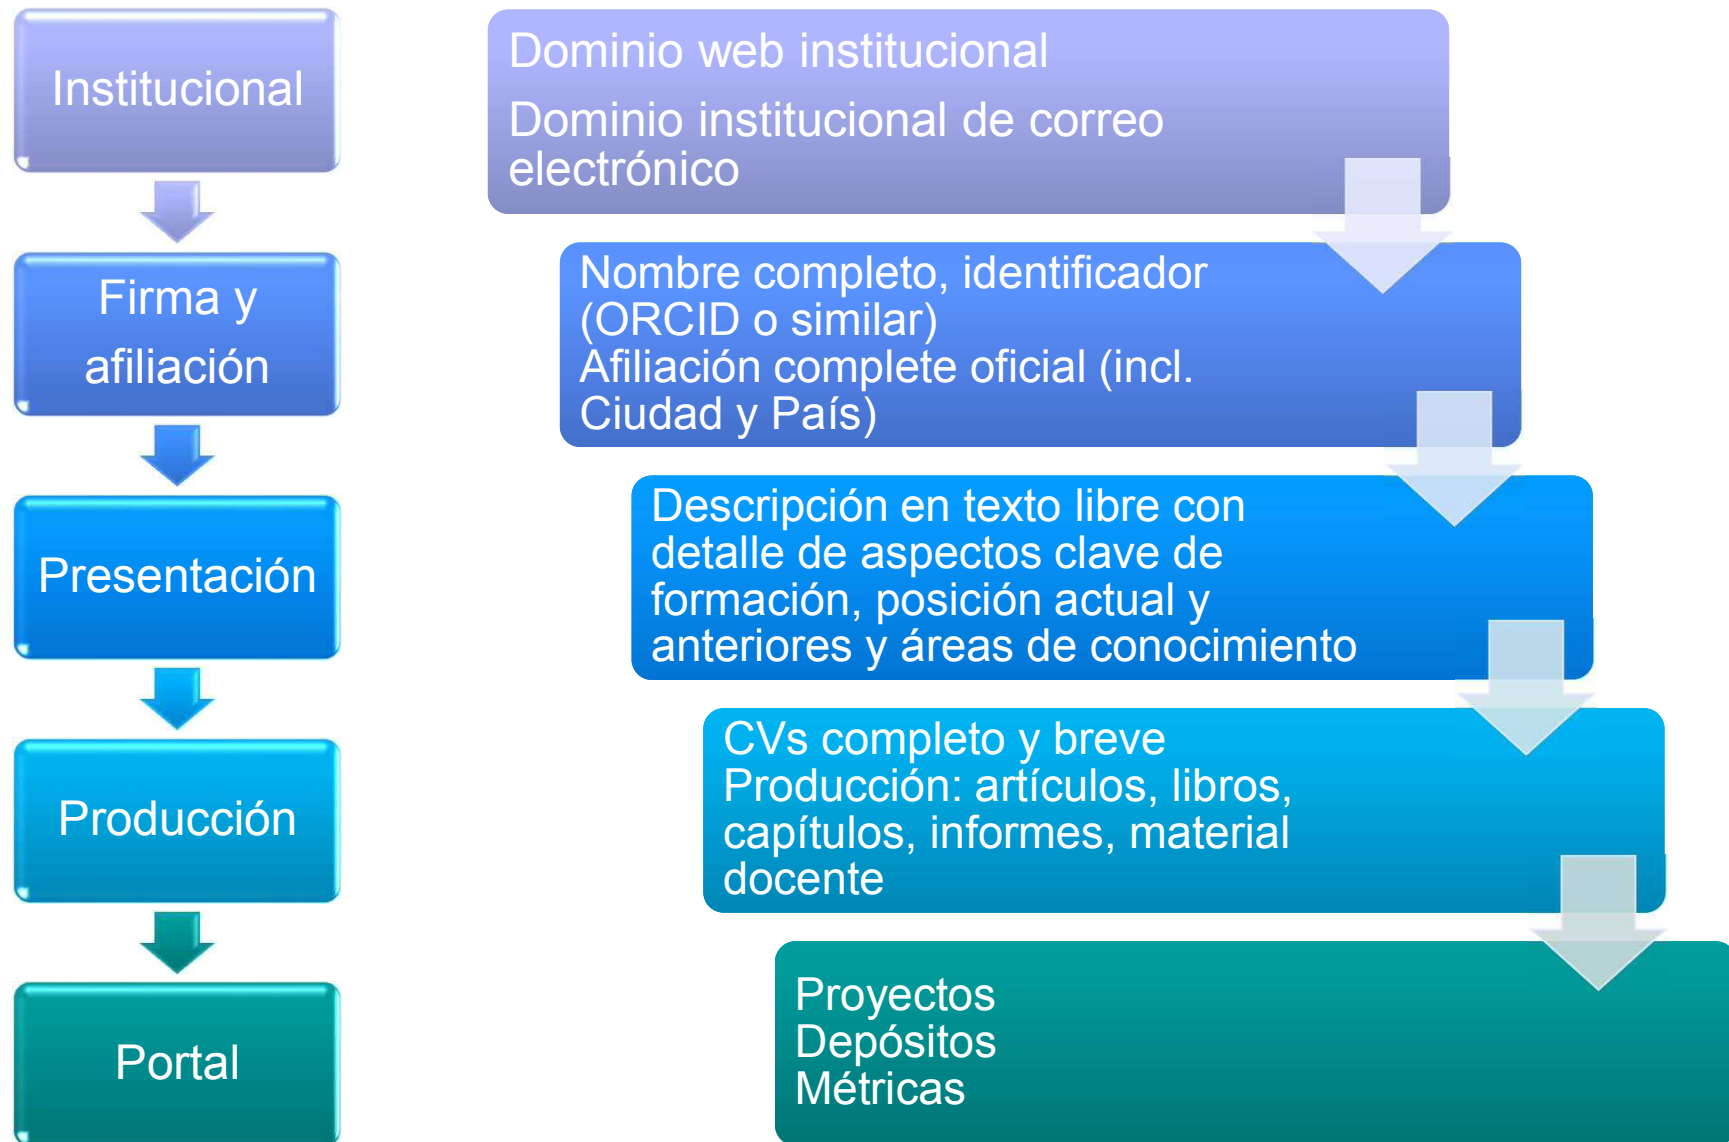 Institucional
Dominio web institucional
Dominio institucional de correo
electrónico
Firma y
afiliación
Nombre completo, identificador
(ORCID o similar)
Afiliación complete oficial (incl.
Ciudad y País)
Presentación
Descripción en texto libre con
detalle de aspectos clave de
formación, posición actual y
anteriores y áreas de conocimiento
Producción
CVs completo y breve
Producción: artículos, libros,
capítulos, informes, material
docente
Portal
Proyectos
Depósitos
Métricas